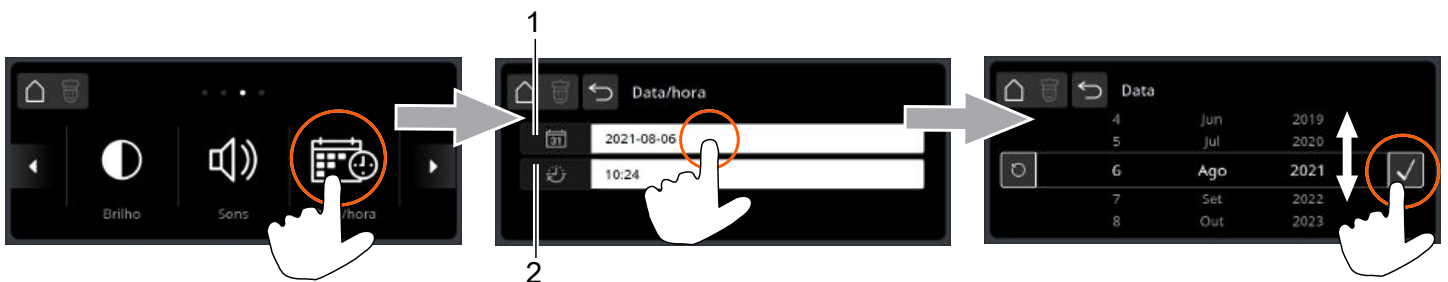 1
2
Brilho
Sons
/hora
Data/hora
31
2021-08-06
10:24
Data
4 Jun 2019
5 Jul 2020
6 Ago 2021
7 Set 2022
8 Out 2023